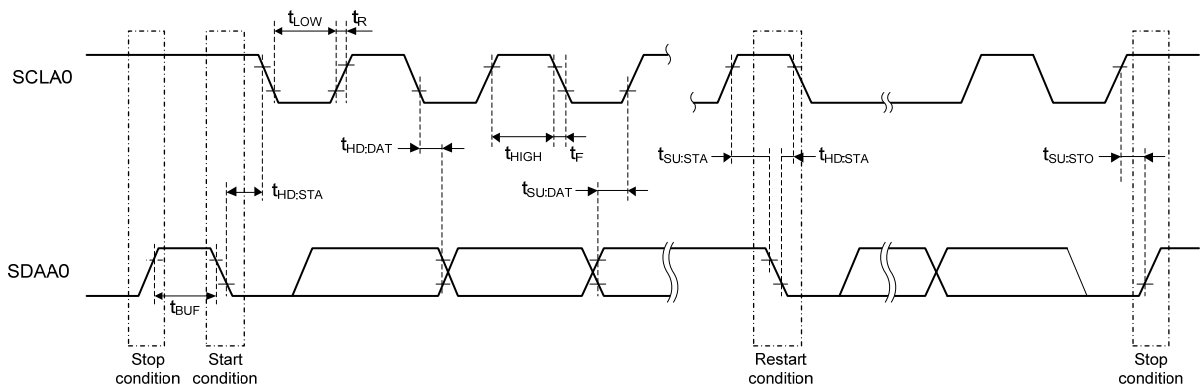 tLOW
tR
SCLA0
tHD:DAT
tHIGH
tF
tSU:STA
tHD:STA
tSU:STO
tHD:STA
tSU:DAT
SDAA0
tBUF
Stop condition
Start condition
Restart condition
Stop condition